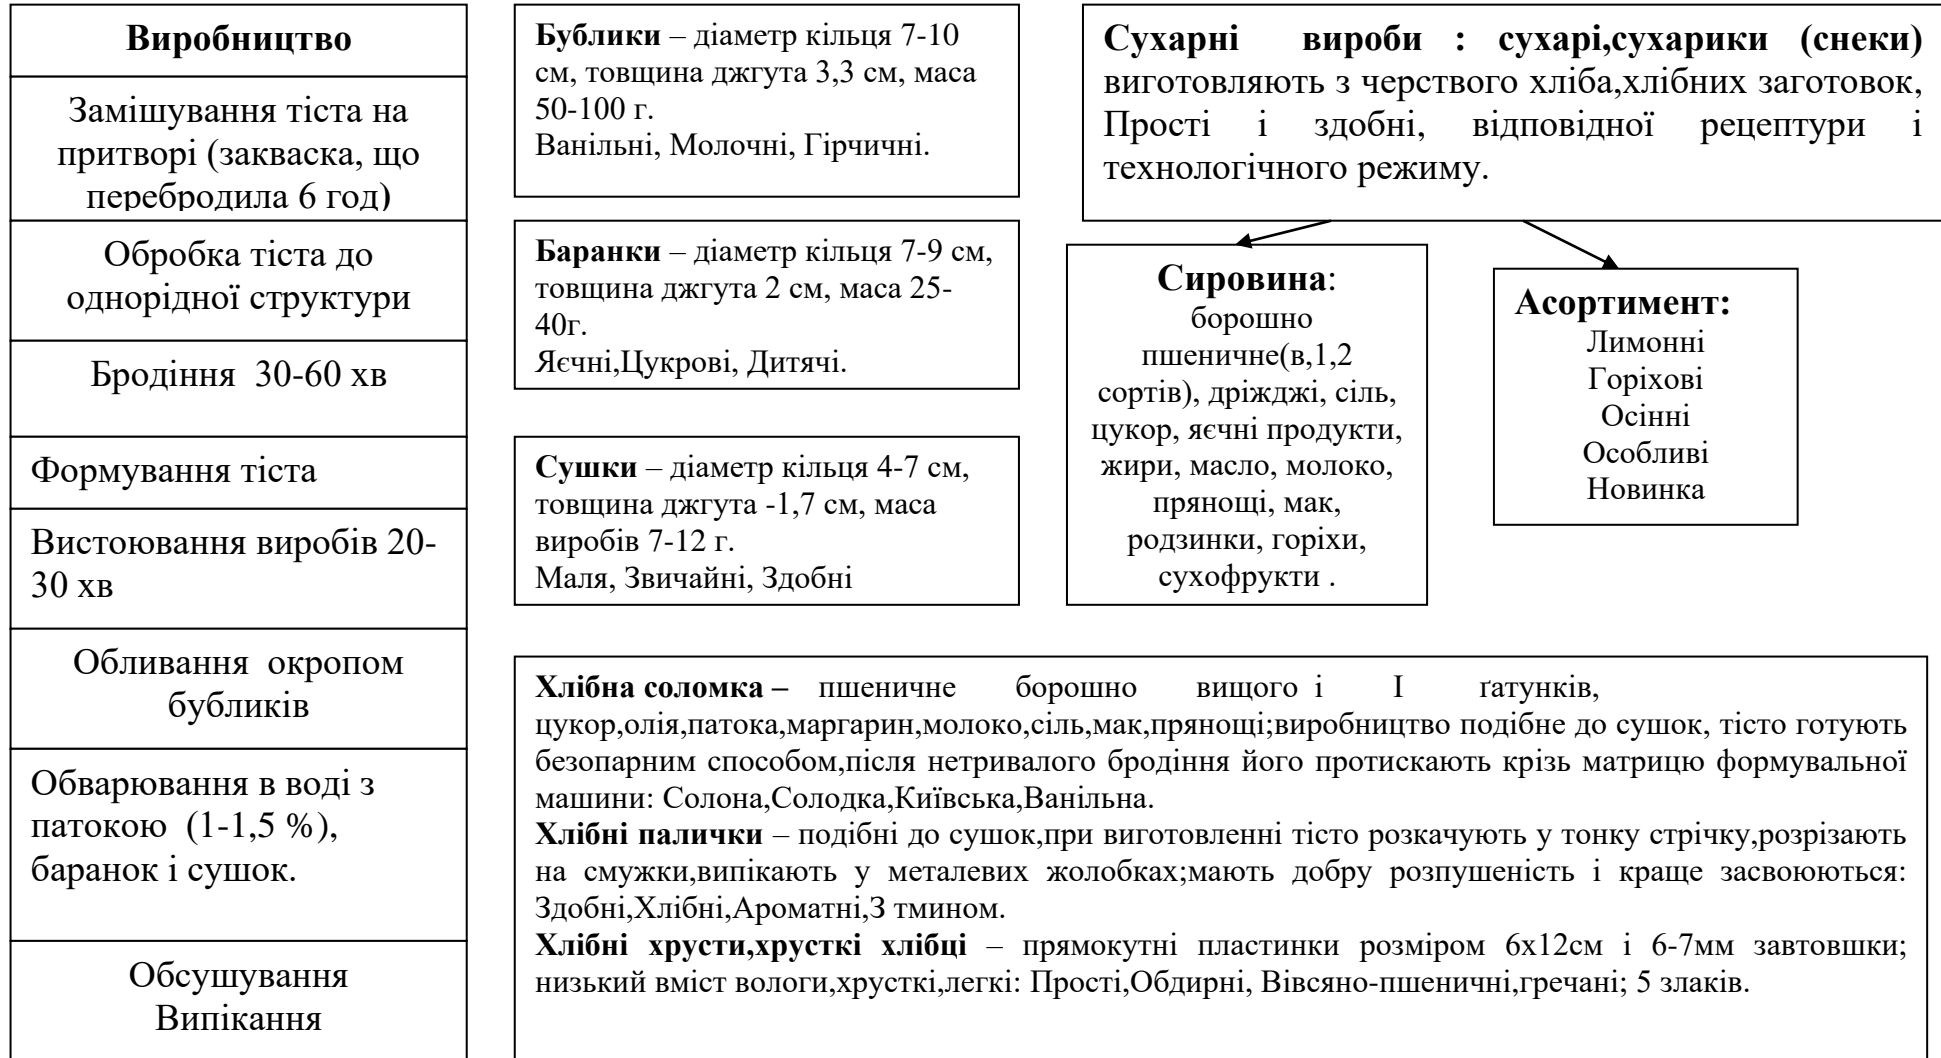 Виробництво
Замішування тіста на
притворі (закваска, що
перебродила 6 год)
Обробка тіста до
однорідної структури
Бродіння 30-60 хв
Формування тіста
Вистоювання виробів 20-
30 хв
Обливання окропом
бубликів
Обварювання в воді з
патокою (1-1,5 %),
баранок і сушок.
Обсушування
Випікання
Бублики – діаметр кільця 7-10
см, товщина джгута 3,3 см, маса
50-100 г.
Ванільні, Молочні, Гірчичні.
Баранки – діаметр кільця 7-9 см,
товщина джгута 2 см, маса 25-
40г.
Яєчні,Цукрові, Дитячі.
Сушки – діаметр кільця 4-7 см,
товщина джгута -1,7 см, маса
виробів 7-12 г.
Маля, Звичайні, Здобні
Сухарні вироби : сухарі,сухарики (снеки)
виготовляють з черствого хліба,хлібних заготовок,
Прості і здобні, відповідної рецептури і
технологічного режиму.
Сировина:
борошно
пшеничне(в,1,2
сортів), дріжджі, сіль,
цукор, яєчні продукти,
жири, масло, молоко,
прянощі, мак,
родзинки, горіхи,
сухофрукти .
Асортимент:
Лимонні
Горіхові
Осінні
Особливі
Новинка
Хлібна соломка – пшеничне борошно вищого і І ґатунків,
цукор,олія,патока,маргарин,молоко,сіль,мак,прянощі;виробництво подібне до сушок, тісто готують
безопарним способом,після нетривалого бродіння його протискають крізь матрицю формувальної
машини: Солона,Солодка,Київська,Ванільна.
Хлібні палички – подібні до сушок,при виготовленні тісто розкачують у тонку стрічку,розрізають
на смужки,випікають у металевих жолобках;мають добру розпушеність і краще засвоюються:
Здобні,Хлібні,Ароматні,З тмином.
Хлібні хрусти,хрусткі хлібці – прямокутні пластинки розміром 6х12см і 6-7мм завтовшки;
низький вміст вологи,хрусткі,легкі: Прості,Обдирні, Вівсяно-пшеничні,гречані; 5 злаків.